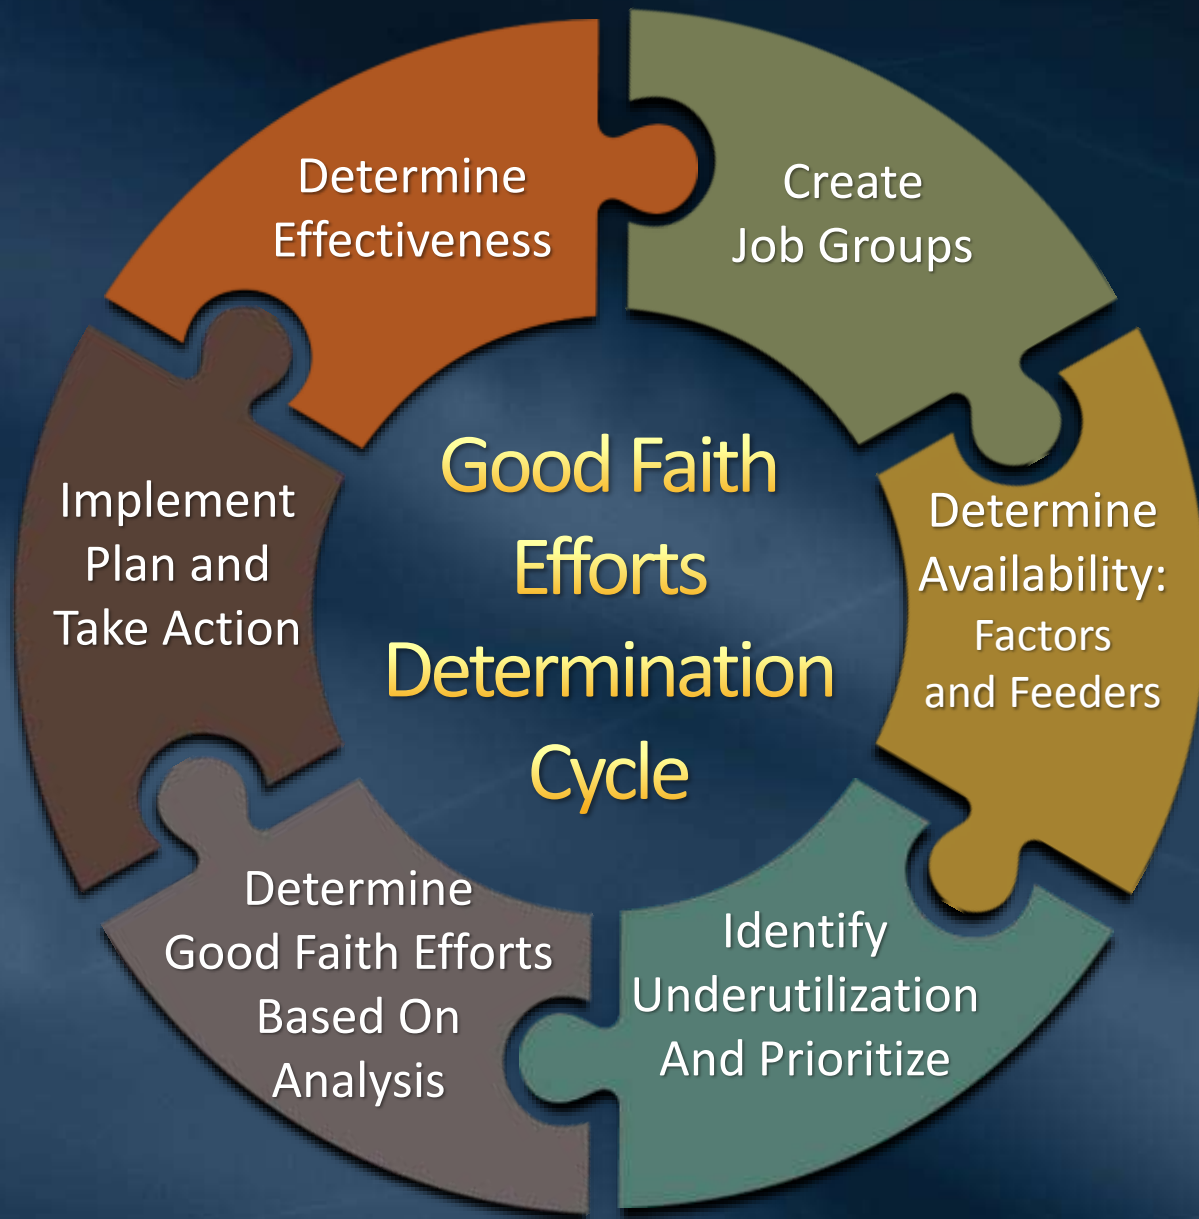 Determine
Effectiveness
Create
Job Groups
Good Faith
Efforts
Determination
Cycle
Implement
Plan and
Take Action
Determine
Availability:
Factors
and Feeders
Determine
Good Faith Efforts
Based On
Analysis
Identify
Underutilization
And Prioritize